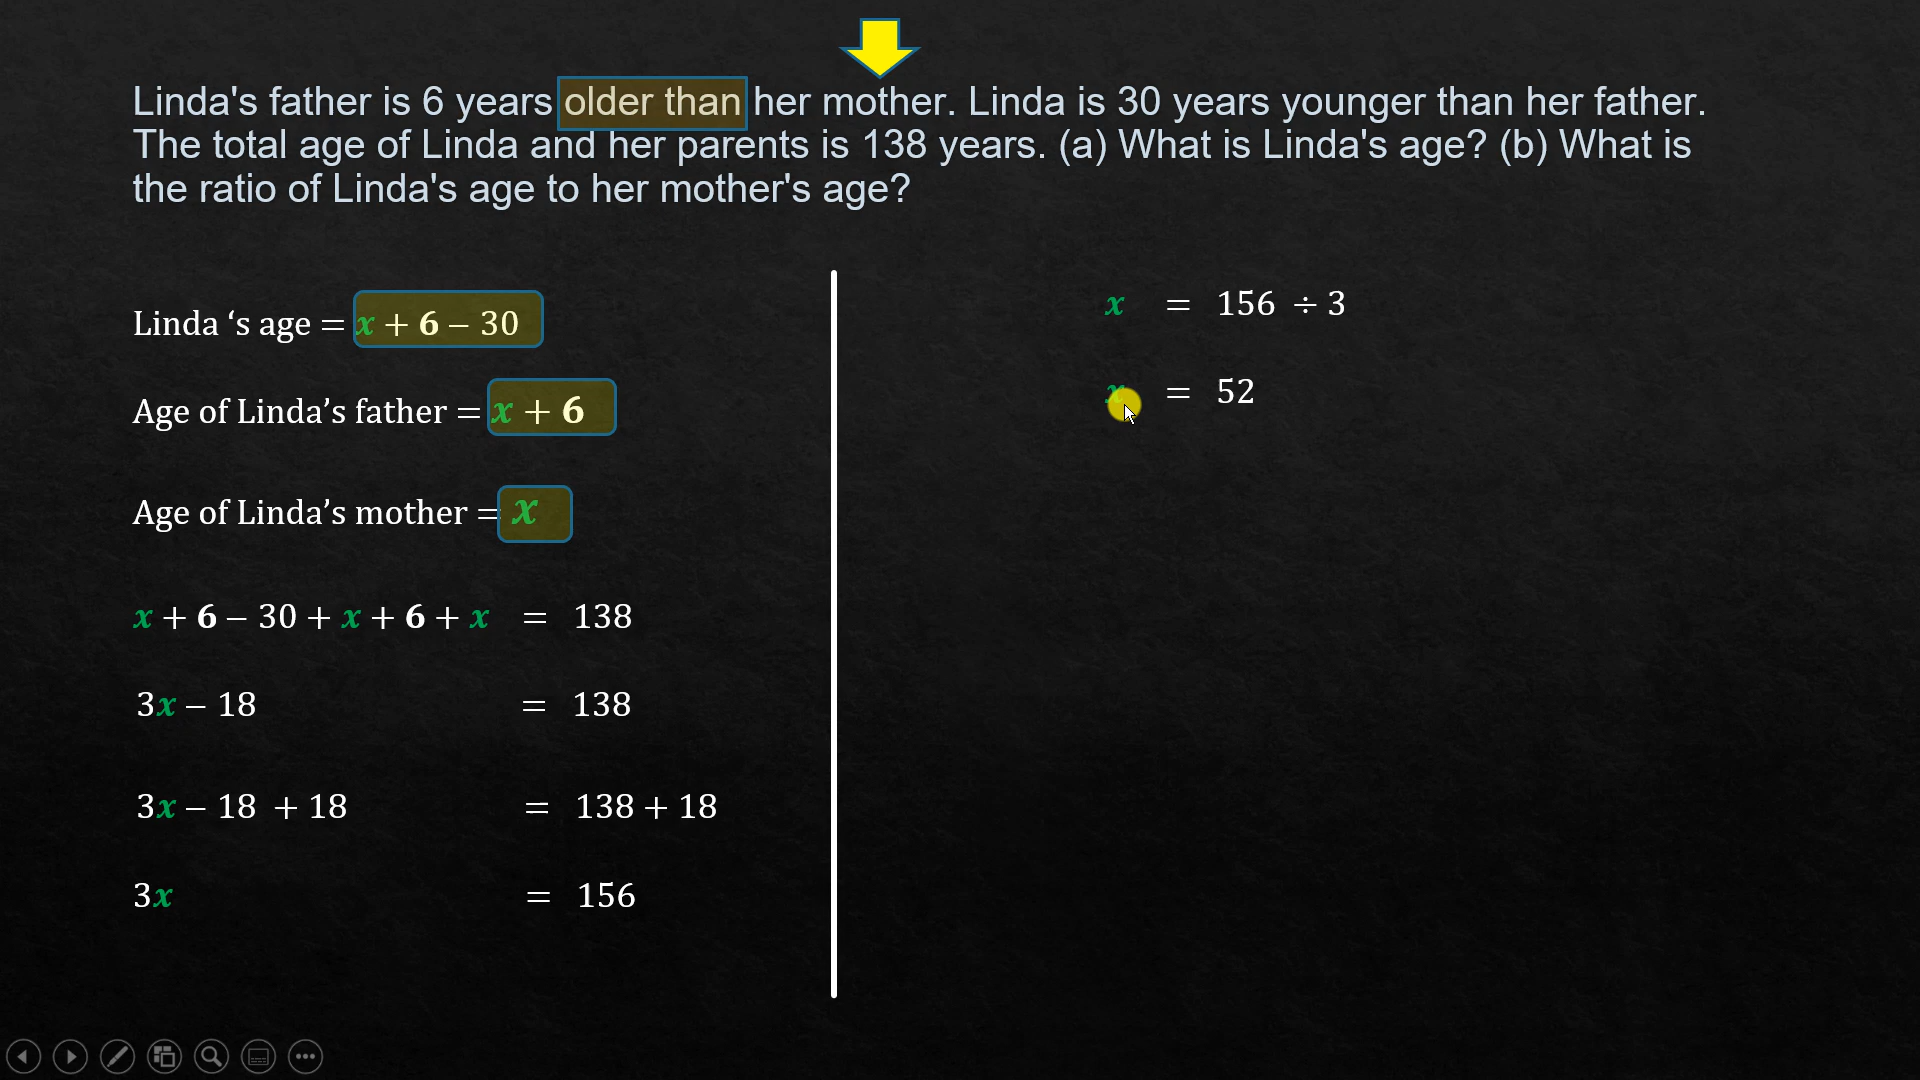 Linda's father is 6 years older than her mother. Linda is 30 years younger than her father.
The total age of Linda and her parents is 138 years. (a) What is Linda's age? (b) What is
the ratio of Linda's age to her mother's age?
Linda ‘s age = x + 6 – 30
Age of Linda’s father = x + 6
Age of Linda’s mother = x
x + 6 – 30 + x + 6 + x = 138
3x – 18 = 138
3x – 18 + 18 = 138 + 18
3x = 156
x = 156 ÷ 3
x = 52